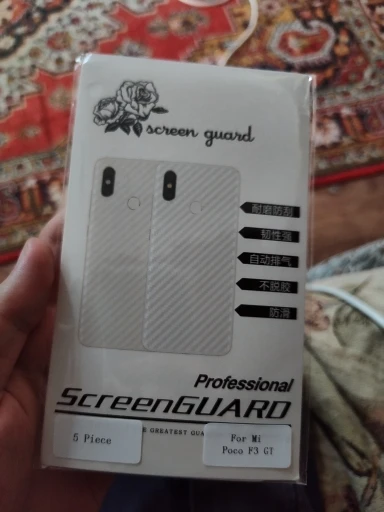 screen guard
耐磨防刮
韧性强
自动排气
不脱胶
防滑
Professional
ScreenGUARD
GREATEST
5 Piece
For Mi
Poco F3 GT